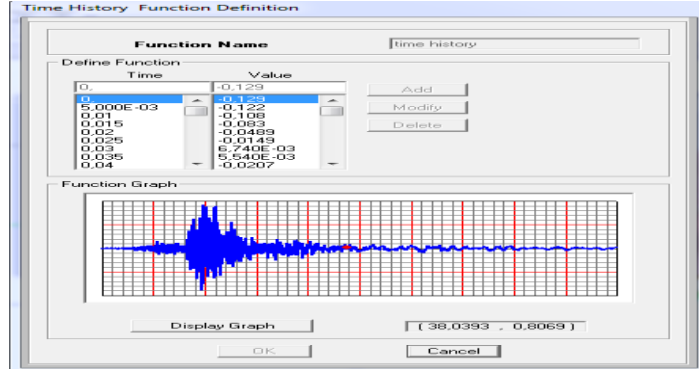 Time History Function Definition
Function Name
time history
Define Function
Time Value
0, -0,129
0, -0,129
5,000E-03 -0,122
0,01 -0,108
0,015 -0,083
0,02 -0,0489
0,025 -0,0149
0,03 6,740E-03
0,035 5,540E-03
0,04 -0,0207
Add
Modify
Delete
Function Graph
Display Graph
( 38,0393 , 0,8069 )
OK
Cancel